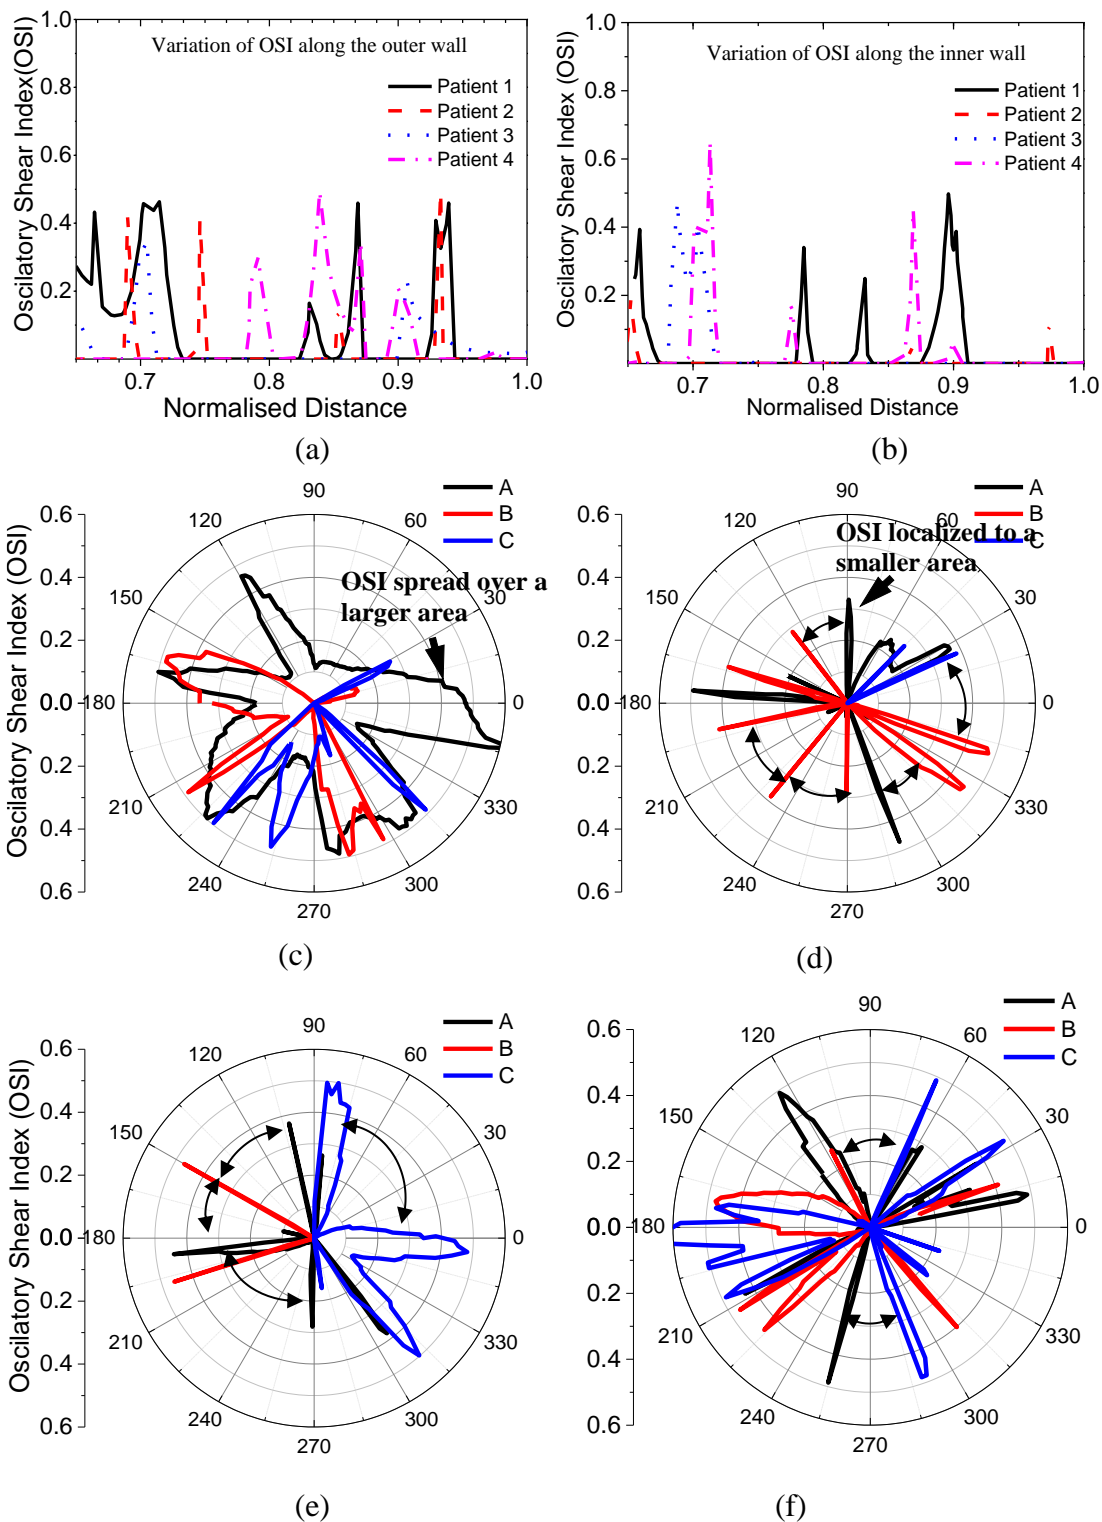 Variation of OSI along the outer wall
Oscilatory Shear Index(OSI)
1.0
0.8
0.6
0.4
0.2
Patient 1
Patient 2
Patient 3
Patient 4
0.7
0.8
0.9
1.0
Normalised Distance
(a)
Variation of OSI along the inner wall
Oscilatory Shear Index (OSI)
1.0
0.8
0.6
0.4
0.2
Patient 1
Patient 2
Patient 3
Patient 4
0.7
0.8
0.9
1.0
Normalised Distance
(b)
Oscilatory Shear Index (OSI)
0.6
0.4
0.2
0.0
0.2
0.4
0.6
90
120
60
150
30
180
0
210
330
240
300
270
A
B
C
OSI spread over a
larger area
(c)
0.6
0.4
0.2
0.0
0.2
0.4
0.6
90
120
60
150
30
180
0
210
330
240
300
270
A
B
C
OSI localized to a
smaller area
(d)
Oscilatory Shear Index (OSI)
0.6
0.4
0.2
0.0
0.2
0.4
0.6
90
120
60
150
30
180
0
210
330
240
300
270
A
B
C
(e)
0.6
0.4
0.2
0.0
0.2
0.4
0.6
90
120
60
150
30
180
0
210
330
240
300
270
A
B
C
(f)